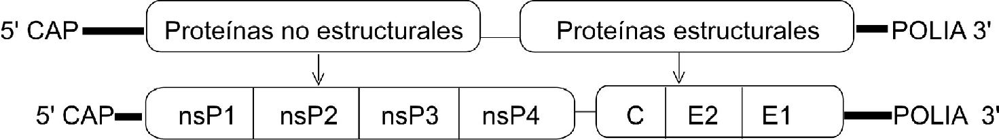 5' CAP Proteínas no estructurales Proteínas estructurales POLIA 3'
5' CAP nsP1 nsP2 nsP3 nsP4 C E2 E1 POLIA 3'